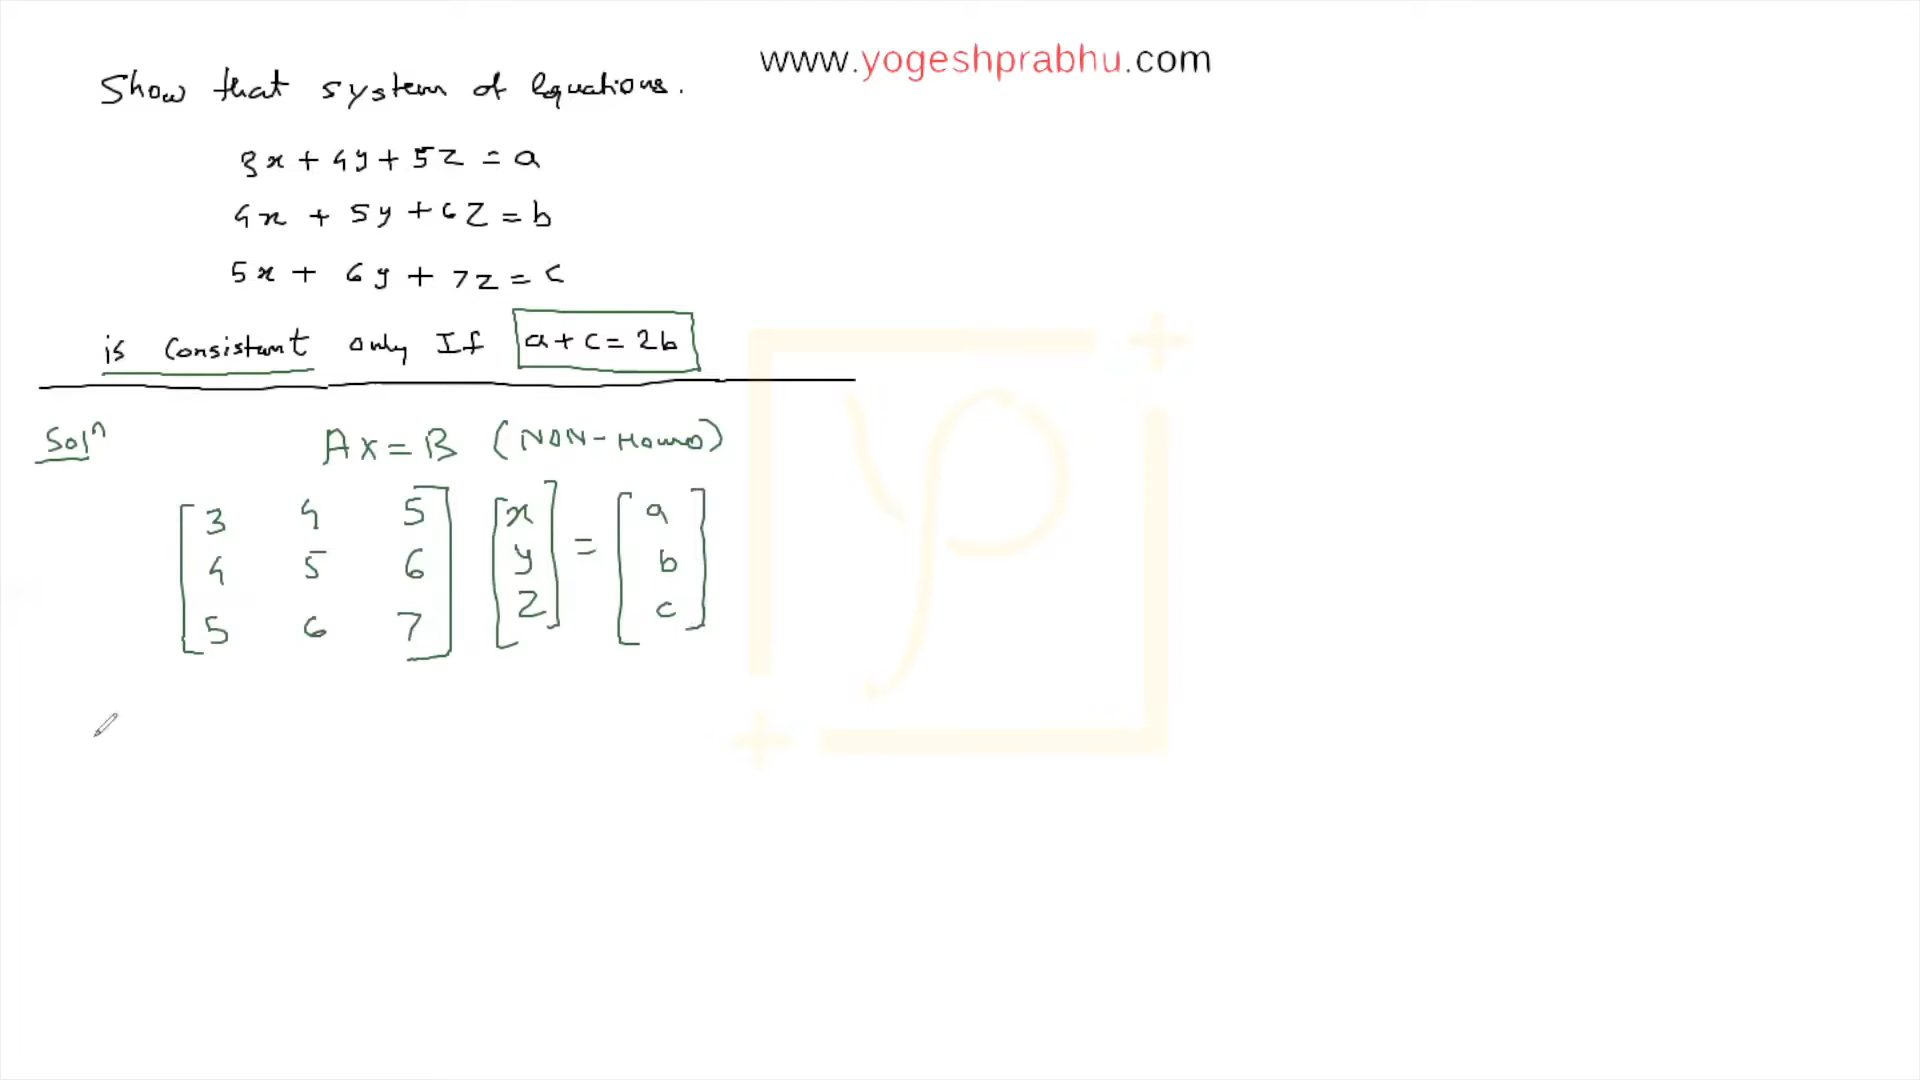 www.yogeshprabhu.com
Show that system of Equations.
3x + 4y + 5z = a
4x + 5y + 6z = b
5x + 6y + 7z = c
is Consistant only If a + c = 2b
Solⁿ AX = B (NON-Homo)
[3 4 5] [x] = [a]
[4 5 6] [y] [b]
[5 6 7] [z] [c]